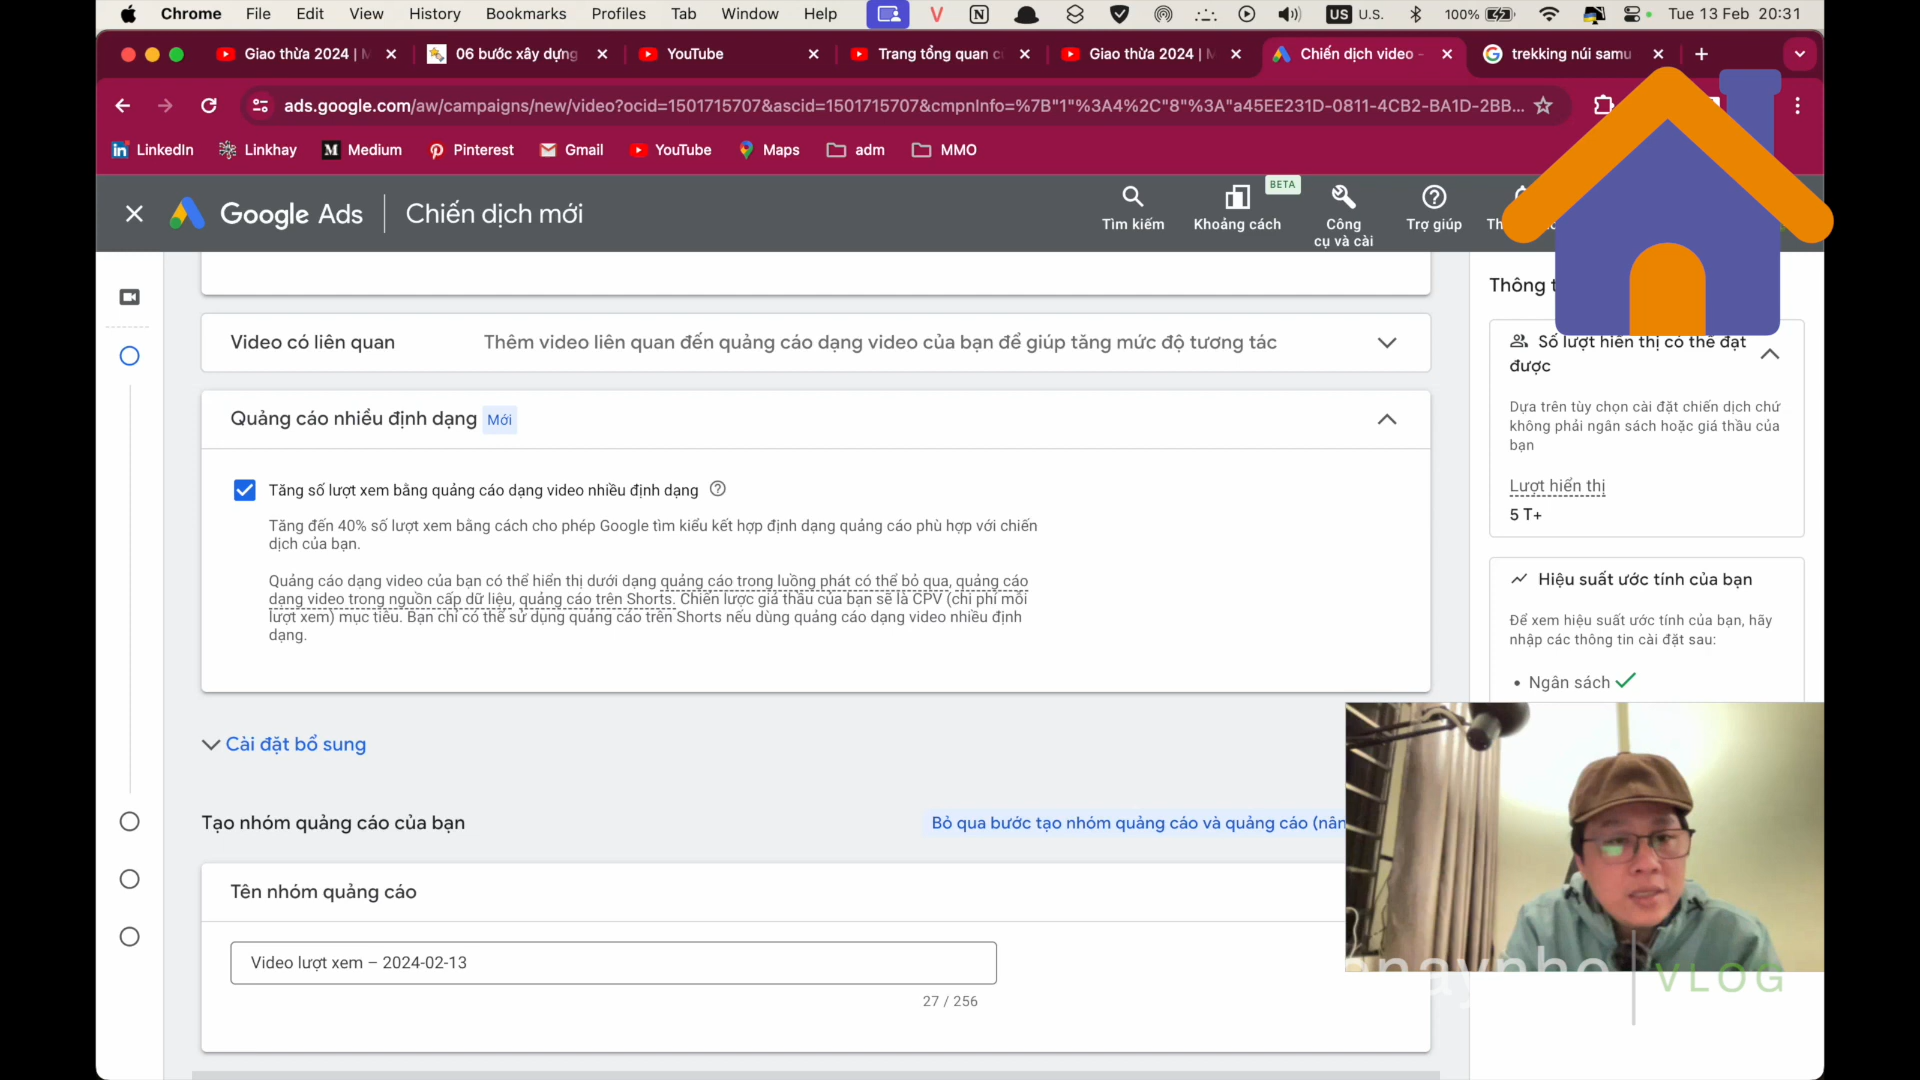 Chrome File Edit View History Bookmarks Profiles Tab Window Help V N US U.S. 100% Tue 13 Feb 20:31
Giao thừa 2024 | 06 bước xây dựng YouTube Trang tổng quan Giao thừa 2024 | Chiến dịch video - trekking núi samu
ads.google.com/aw/campaigns/new/video?ocid=1501715707&ascid=1501715707&cmpnInfo=%7B"1"%3A4%2C"8"%3A"a45EE231D-0811-4CB2-BA1D-2BB...
LinkedIn Linkhay Medium Pinterest Gmail YouTube Maps adm MMO
Google Ads Chiến dịch mới
BETA
Tìm kiếm Khoảng cách Công
cụ và cài Trợ giúp
Thông
Video có liên quan Thêm video liên quan đến quảng cáo dạng video của bạn để giúp tăng mức độ tương tác
Quảng cáo nhiều định dạng Mới
Tăng số lượt xem bằng quảng cáo dạng video nhiều định dạng
Tăng đến 40% số lượt xem bằng cách cho phép Google tìm kiểu kết hợp định dạng quảng cáo phù hợp với chiến
dịch của bạn.
Quảng cáo dạng video của bạn có thể hiển thị dưới dạng quảng cáo trong luồng phát có thể bỏ qua, quảng cáo
dạng video trong nguồn cấp dữ liệu, quảng cáo trên Shorts. Chiến lược giá thầu của bạn sẽ là CPV (chi phí mỗi
lượt xem) mục tiêu. Bạn chỉ có thể sử dụng quảng cáo trên Shorts nếu dùng quảng cáo dạng video nhiều định
dạng.
Cài đặt bổ sung
Tạo nhóm quảng cáo của bạn Bỏ qua bước tạo nhóm quảng cáo và quảng cáo
Tên nhóm quảng cáo
Video lượt xem – 2024-02-13
27 / 256
Số lượt hiển thị có thể đạt
được
Dựa trên tùy chọn cài đặt chiến dịch chứ
không phải ngân sách hoặc giá thầu của
bạn
Lượt hiển thị
5 T+
Hiệu suất ước tính của bạn
Để xem hiệu suất ước tính của bạn, hãy
nhập các thông tin cài đặt sau:
• Ngân sách
VLOG